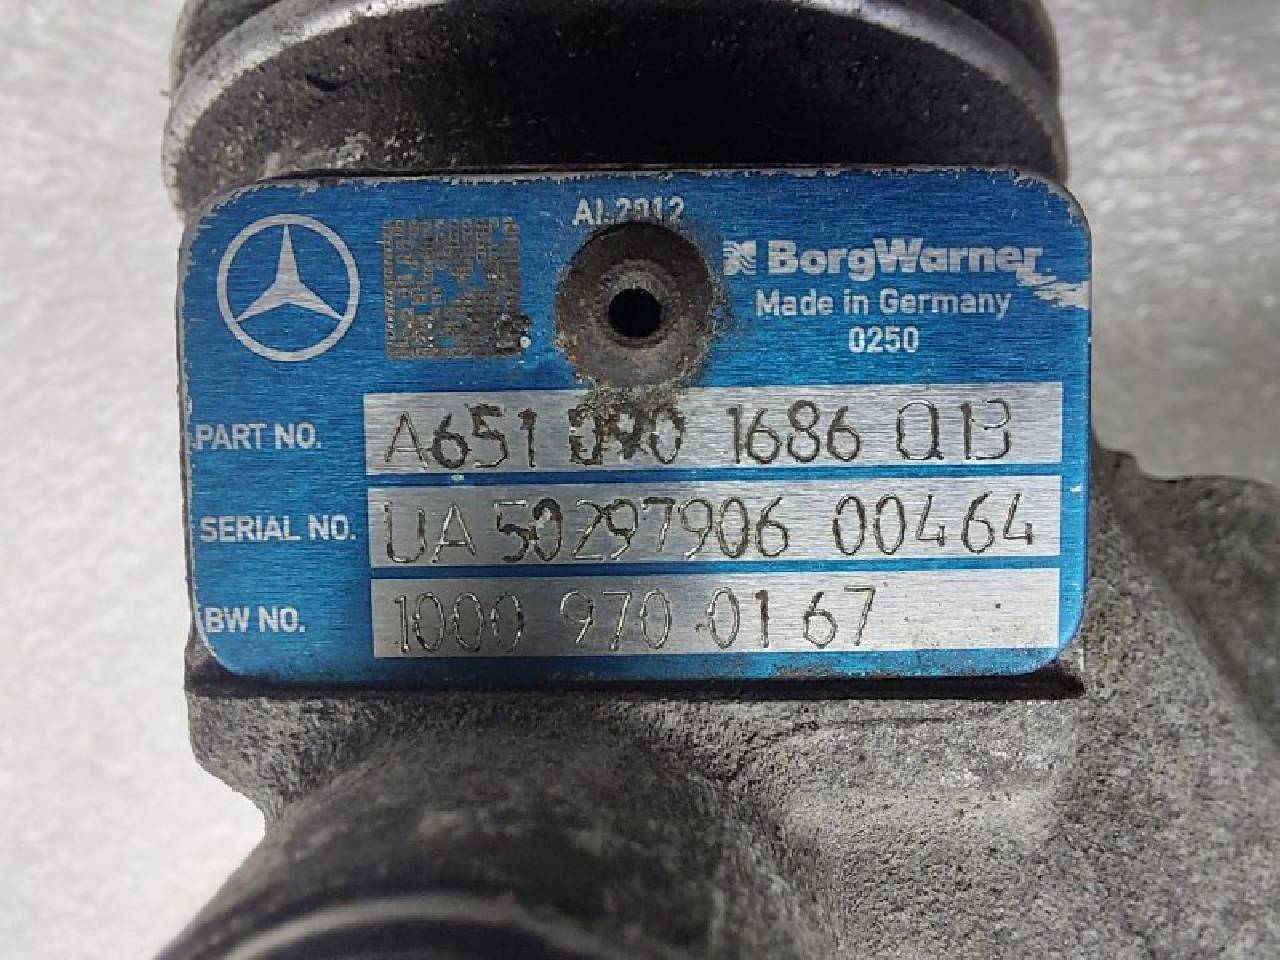 AL2012
BorgWarner
Made in Germany
0250
PART NO. A651 090 1686 Q1B
SERIAL NO. UA 50297906 00464
BW NO. 1000 970 0167